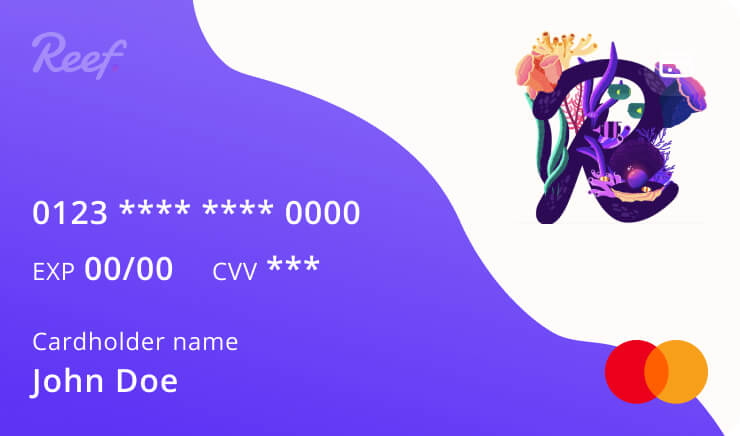 Reef
R
0123 **** **** 0000
EXP 00/00 CVV ***
Cardholder name
John Doe